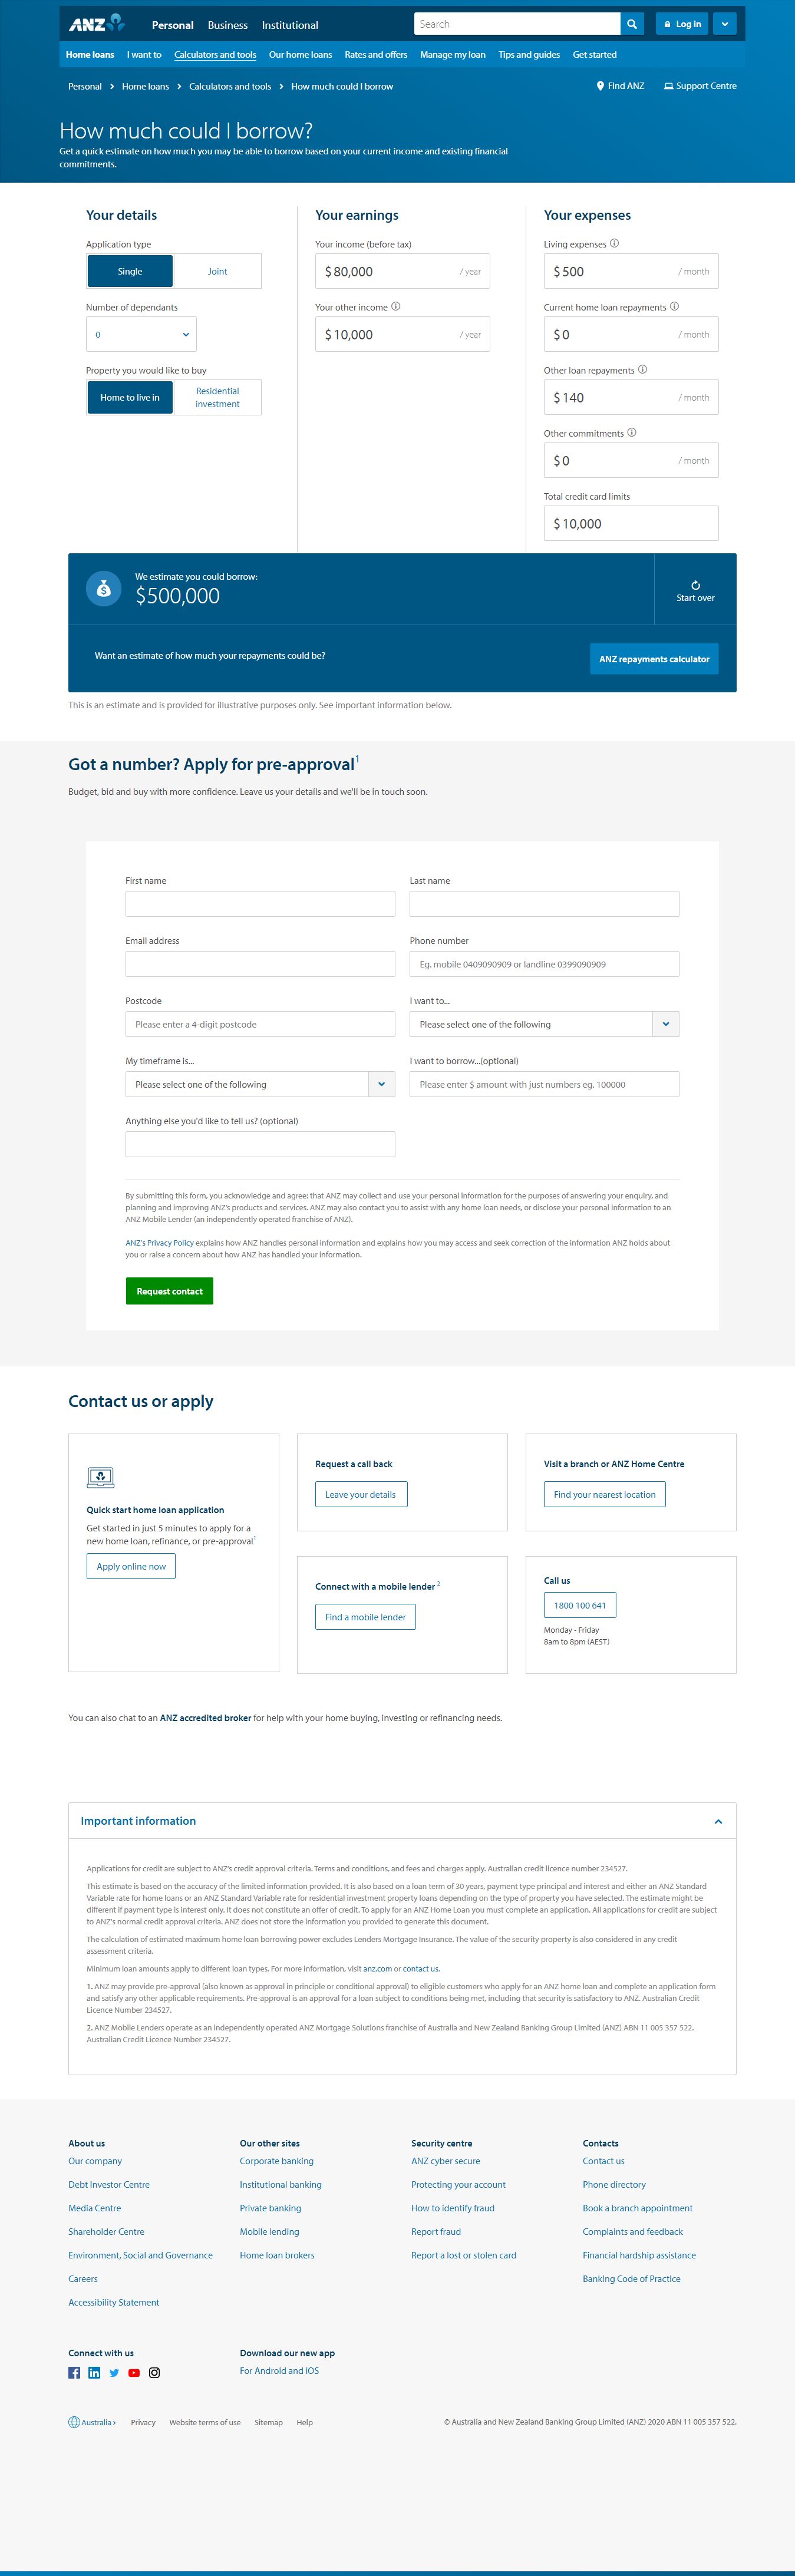 ANZ
Personal Business Institutional
Search
Log in
Home loans I want to Calculators and tools Our home loans Rates and offers Manage my loan Tips and guides Get started
Personal Home loans Calculators and tools How much could I borrow
Find ANZ Support Centre
How much could I borrow?
Get a quick estimate on how much you may be able to borrow based on your current income and existing financial
commitments.
Your details
Application type
Single Joint
Number of dependants
0
Property you would like to buy
Home to live in
Residential
investment
Your earnings
Your income (before tax)
$ 80,000 / year
Your other income
$ 10,000 / year
Your expenses
Living expenses
$ 500 / month
Current home loan repayments
$ 0 / month
Other loan repayments
$ 140 / month
Other commitments
$ 0 / month
Total credit card limits
$ 10,000
We estimate you could borrow:
$500,000
Start over
Want an estimate of how much your repayments could be?
ANZ repayments calculator
This is an estimate and is provided for illustrative purposes only. See important information below.
Got a number? Apply for pre-approval1
Budget, bid and buy with more confidence. Leave us your details and we'll be in touch soon.
First name Last name
Email address Phone number
Eg. mobile 0409090909 or landline 0399090909
Postcode I want to...
Please enter a 4-digit postcode Please select one of the following
My timeframe is... I want to borrow...(optional)
Please select one of the following Please enter $ amount with just numbers eg. 100000
Anything else you'd like to tell us? (optional)
By submitting this form, you acknowledge and agree: that ANZ may collect and use your personal information for the purposes of answering your enquiry, and
planning and improving ANZ's products and services, ANZ may also contact you to assist with any home loan needs, or disclose your personal information to an
ANZ Mobile Lender (an independently operated franchise of ANZ).
ANZ's Privacy Policy explains how ANZ handles personal information and explains how you may access and seek correction of the information ANZ holds about
you or raise a concern about how ANZ has handled your information.
Request contact
Contact us or apply
Quick start home loan application
Get started in just 5 minutes to apply for a
new home loan, refinance, or pre-approval1
Apply online now
Request a call back
Leave your details
Visit a branch or ANZ Home Centre
Find your nearest location
Connect with a mobile lender 2
Find a mobile lender
Call us
1800 100 641
Monday - Friday
8am to 8pm (AEST)
You can also chat to an ANZ accredited broker for help with your home buying, investing or refinancing needs.
Important information
Applications for credit are subject to ANZ's credit approval criteria. Terms and conditions, and fees and charges apply. Australian credit licence number 234527.
This estimate is based on the accuracy of the limited information provided. It is also based on a loan term of 30 years, payment type principal and interest and either an ANZ Standard
Variable rate for home loans or an ANZ Standard Variable rate for residential investment property loans depending on the type of property you have selected. The estimate might be
different if payment type is interest only. It does not constitute an offer of credit. To apply for an ANZ Home Loan you must complete an application. All applications for credit are subject
to ANZ's normal credit approval criteria. ANZ does not store the information you provided to generate this document.
The calculation of estimated maximum home loan borrowing power excludes Lenders Mortgage Insurance. The value of the security property is also considered in any credit
assessment criteria.
Minimum loan amounts apply to different loan types. For more information, visit anz.com or contact us.
1. ANZ may provide pre-approval (also known as approval in principle or conditional approval) to eligible customers who apply for an ANZ home loan and complete an application form
and satisfy any other applicable requirements. Pre-approval is an approval for a loan subject to conditions being met, including that security is satisfactory to ANZ. Australian Credit
Licence Number 234527.
2. ANZ Mobile Lenders operate as an independently operated ANZ Mortgage Solutions franchise of Australia and New Zealand Banking Group Limited (ANZ) ABN 11 005 357 522.
Australian Credit Licence Number 234527.
About us
Our company
Debt Investor Centre
Media Centre
Shareholder Centre
Environment, Social and Governance
Careers
Accessibility Statement
Our other sites
Corporate banking
Institutional banking
Private banking
Mobile lending
Home loan brokers
Security centre
ANZ cyber secure
Protecting your account
How to identify fraud
Report fraud
Report a lost or stolen card
Contacts
Contact us
Phone directory
Book a branch appointment
Complaints and feedback
Financial hardship assistance
Banking Code of Practice
Connect with us
Download our new app
For Android and iOS
Australia › Privacy Website terms of use Sitemap Help
© Australia and New Zealand Banking Group Limited (ANZ) 2020 ABN 11 005 357 522.